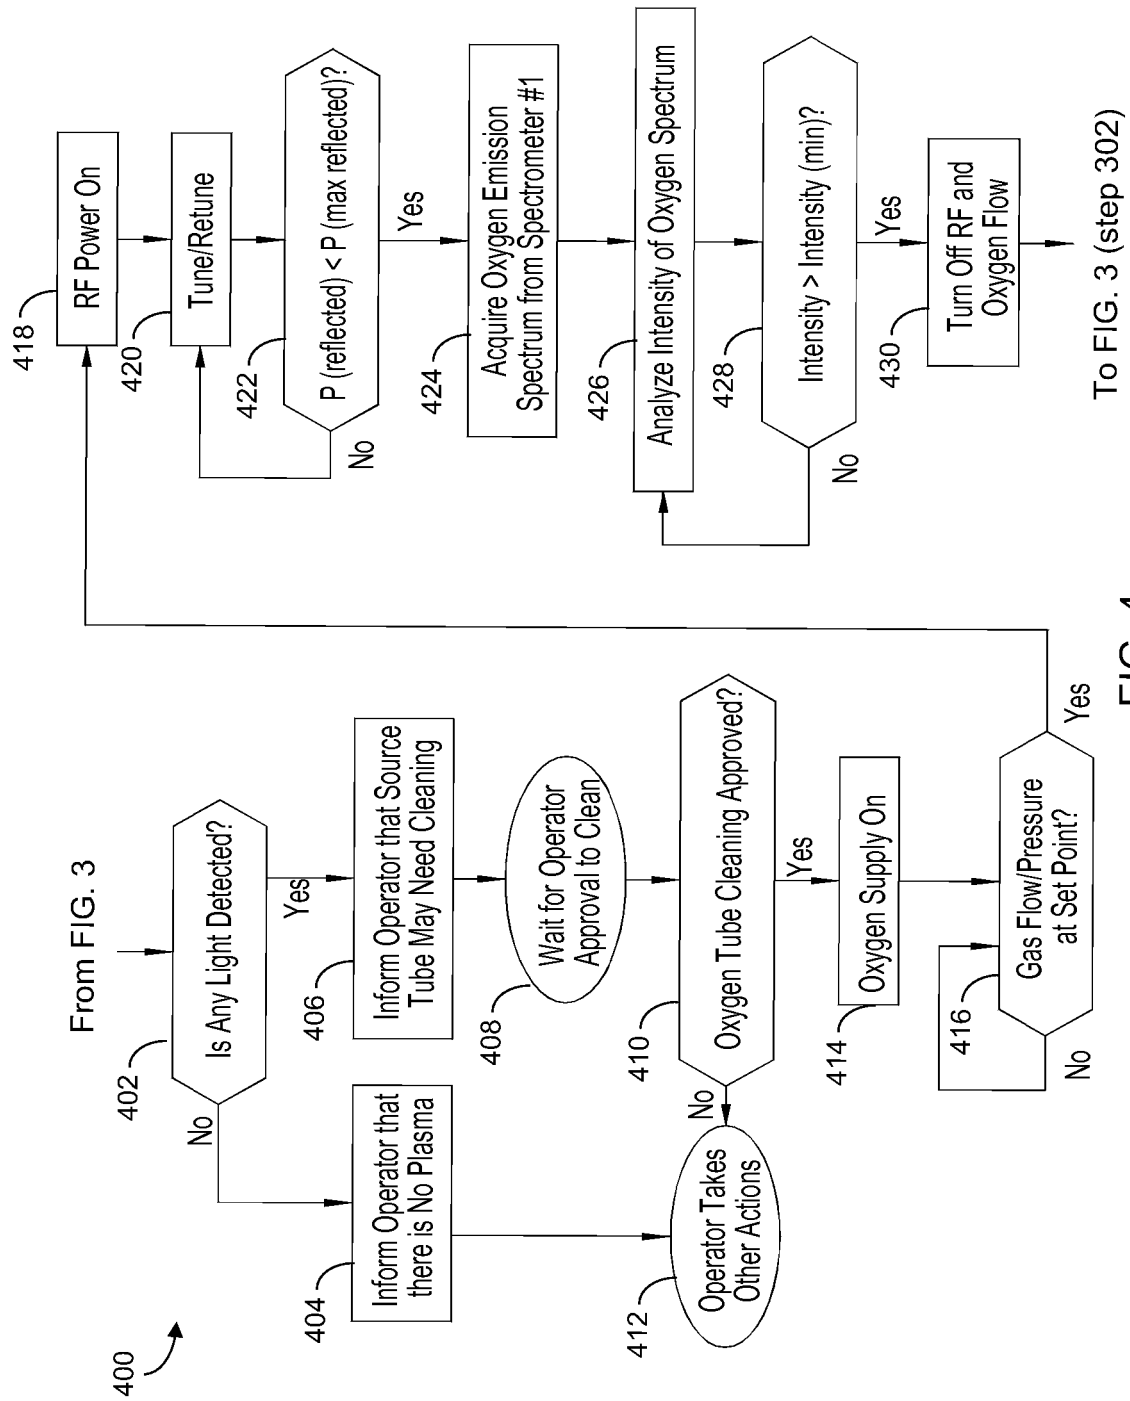 400
From FIG. 3
402
Is Any Light Detected?
No
Yes
404
Inform Operator that
there is No Plasma
406
Inform Operator that Source
Tube May Need Cleaning
408
Wait for Operator
Approval to Clean
410
Oxygen Tube Cleaning Approved?
No
Yes
412
Operator Takes
Other Actions
414
Oxygen Supply On
416
Gas Flow/Pressure
at Set Point?
No
Yes
418
RF Power On
420
Tune/Retune
422
P (reflected) < P (max reflected)?
No
Yes
424
Acquire Oxygen Emission
Spectrum from Spectrometer #1
426
Analyze Intensity of Oxygen Spectrum
428
Intensity > Intensity (min)?
No
Yes
430
Turn Off RF and
Oxygen Flow
To FIG. 3 (step 302)
FIG. 4